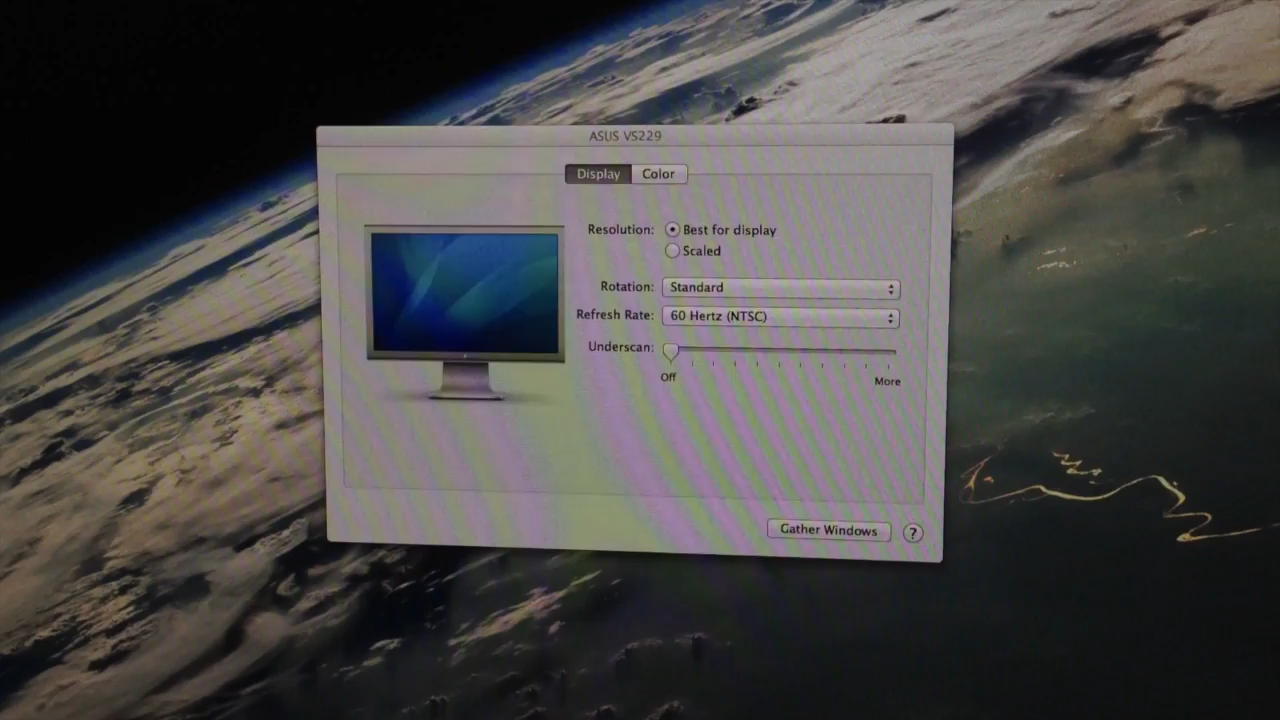 ASUS VS229
Display Color
Resolution: Best for display
Scaled
Rotation: Standard
Refresh Rate: 60 Hertz (NTSC)
Underscan:
Off More
Gather Windows ?